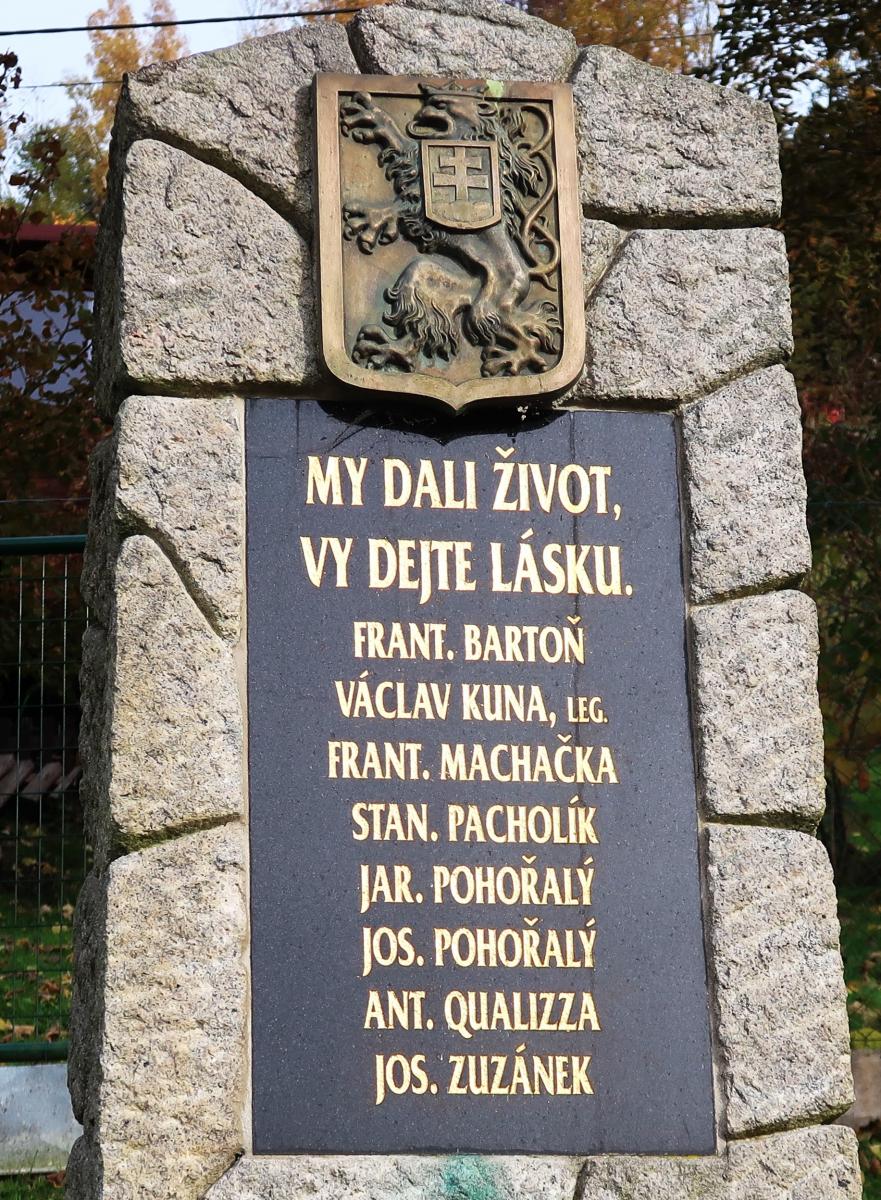 MY DALI ŽIVOT,
VY DEJTE LÁSKU.
FRANT. BARTOŇ
VÁCLAV KUNA, LEG.
FRANT. MACHAČKA
STAN. PACHOLÍK
JAR. POHOŘALÝ
JOS. POHOŘALÝ
ANT. QUALIZZA
JOS. ZUZÁNEK